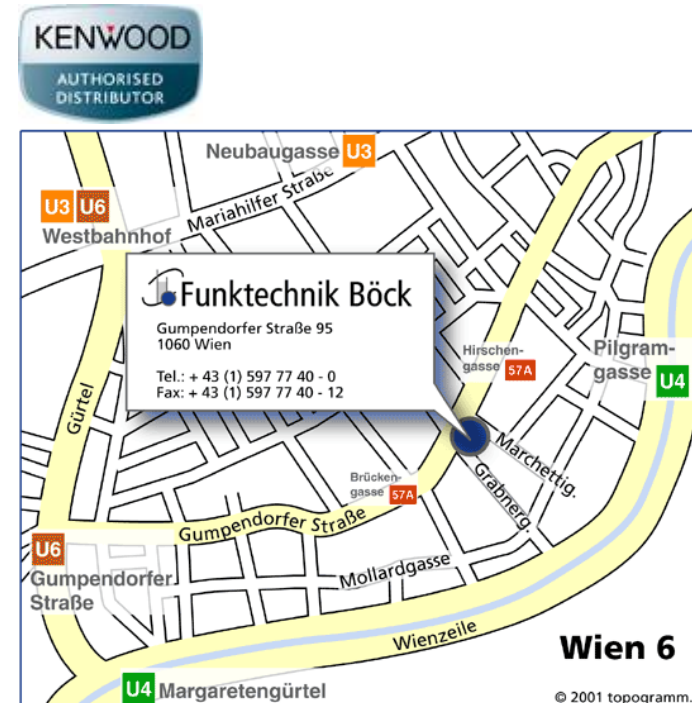 KENWOOD
AUTHORISED
DISTRIBUTOR
Neubaugasse U3
Mariahilfer Straße
U3 U6
Westbahnhof
Funktechnik Böck
Gumpendorfer Straße 95
1060 Wien
Tel.: + 43 (1) 597 77 40 - 0
Fax: + 43 (1) 597 77 40 - 12
Hirschen-
gasse 57A
Pilgram-
gasse U4
Gürtel
Marchettig.
Grabnerg.
Brücken-
gasse 57A
Gumpendorfer Straße
U6
Gumpendorfer
Straße
Mollardgasse
Wienzeile
Wien 6
U4 Margaretengürtel
© 2001 topogramm.